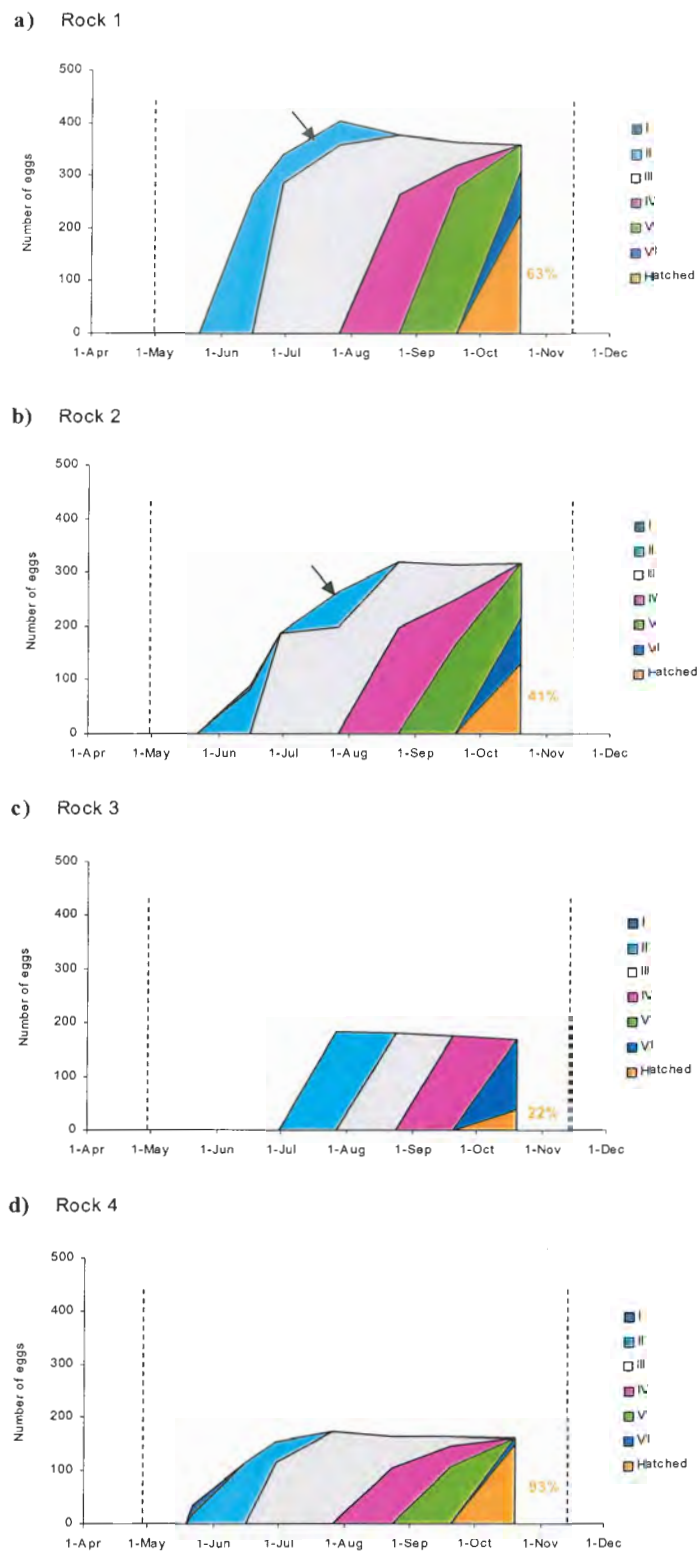 a) Rock 1
500
400
300
200
100
0
Number of eggs
1-Apr 1-May 1-Jun 1-Jul 1-Aug 1-Sep 1-Oct 1-Nov 1-Dec
63%
I
II
III
IV
V
VI
Hatched
b) Rock 2
500
400
300
200
100
0
Number of eggs
1-Apr 1-May 1-Jun 1-Jul 1-Aug 1-Sep 1-Oct 1-Nov 1-Dec
41%
I
II
III
IV
V
VI
Hatched
c) Rock 3
500
400
300
200
100
0
Number of eggs
1-Apr 1-May 1-Jun 1-Jul 1-Aug 1-Sep 1-Oct 1-Nov 1-Dec
22%
I
II
III
IV
V
VI
Hatched
d) Rock 4
500
400
300
200
100
0
Number of eggs
1-Apr 1-May 1-Jun 1-Jul 1-Aug 1-Sep 1-Oct 1-Nov 1-Dec
93%
I
II
III
IV
V
VI
Hatched